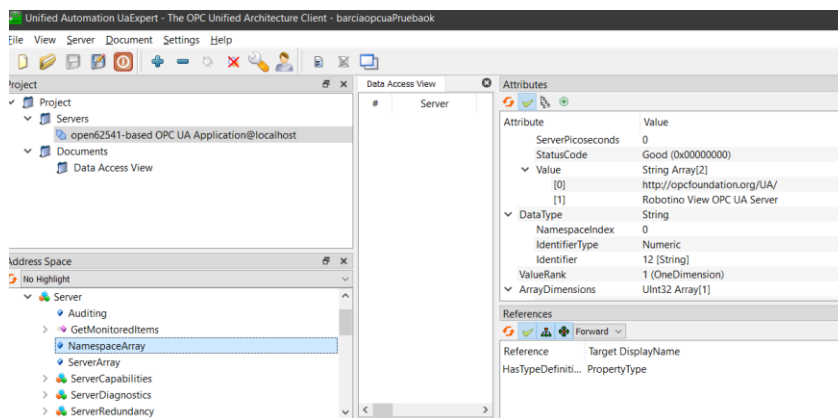 Unified Automation UaExpert - The OPC Unified Architecture Client - barciaopcuaPruebaok
File View Server Document Settings Help
Project
Project
Servers
open62541-based OPC UA Application@localhost
Documents
Data Access View
Address Space
No Highlight
Server
Auditing
GetMonitoredItems
NamespaceArray
ServerArray
ServerCapabilities
ServerDiagnostics
ServerRedundancy
Data Access View
# Server
Attributes
Attribute Value
ServerPicoseconds 0
StatusCode Good (0x00000000)
Value String Array[2]
[0] http://opcfoundation.org/UA/
[1] Robotino View OPC UA Server
DataType String
NamespaceIndex 0
IdentifierType Numeric
Identifier 12 [String]
ValueRank 1 (OneDimension)
ArrayDimensions UInt32 Array[1]
References
Forward
Reference Target DisplayName
HasTypeDefiniti... PropertyType